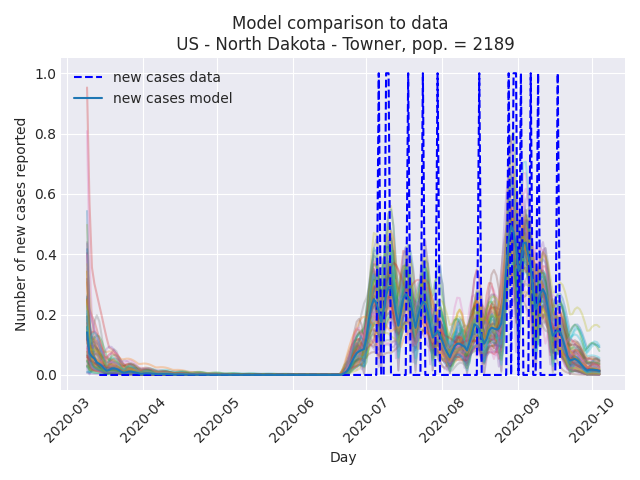 Model comparison to data
US - North Dakota - Towner, pop. = 2189
new cases data
new cases model
Number of new cases reported
1.0
0.8
0.6
0.4
0.2
0.0
2020-03
2020-04
2020-05
2020-06
2020-07
2020-08
2020-09
2020-10
Day